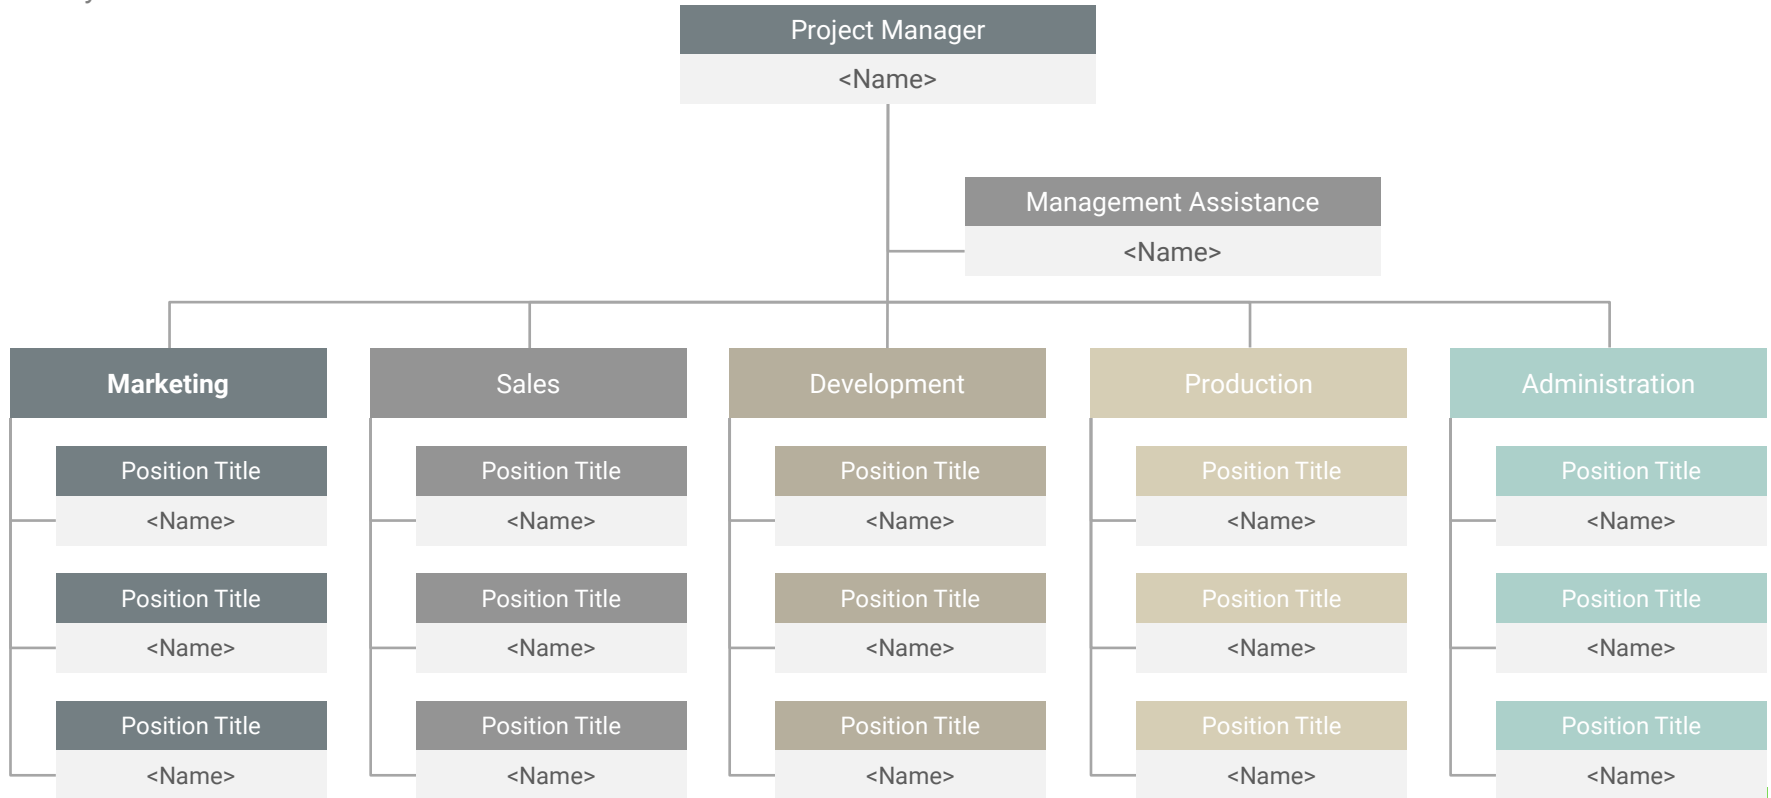 Project Manager
<Name>
Management Assistance
<Name>
Marketing
Sales
Development
Production
Administration
Position Title
Position Title
Position Title
Position Title
Position Title
<Name>
<Name>
<Name>
<Name>
<Name>
Position Title
Position Title
Position Title
Position Title
Position Title
<Name>
<Name>
<Name>
<Name>
<Name>
Position Title
Position Title
Position Title
Position Title
Position Title
<Name>
<Name>
<Name>
<Name>
<Name>